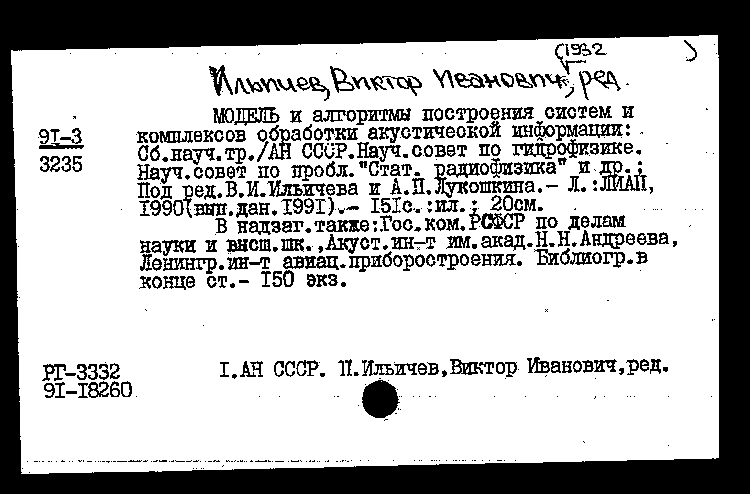 (1932
Ильичев, Виктор Иванович, ред.
МОДЕЛЬ и алгоритмы построения систем и
91-3 комплексов обработки акустической информации:
Сб.науч.тр./АН СССР.Науч.совет по гидрофизике.
3235 Науч.совет по пробл."Стат. радиофизика" и др.;
Под ред.В.И.Ильичева и А.П.Лукошкина.- Л.:ЛИАП,
1990(вып.дан.1991).- 151с.:ил.; 20см.
В надзаг.также:Гос.ком.РСФСР по делам
науки и высш.шк.,Акуст.ин-т им.акад.Н.Н.Андреева,
Ленингр.ин-т авиац.приборостроения. Библиогр.в
конце ст.- 150 экз.
РГ-3332 I.АН СССР. II.Ильичев,Виктор Иванович,ред.
91-18260